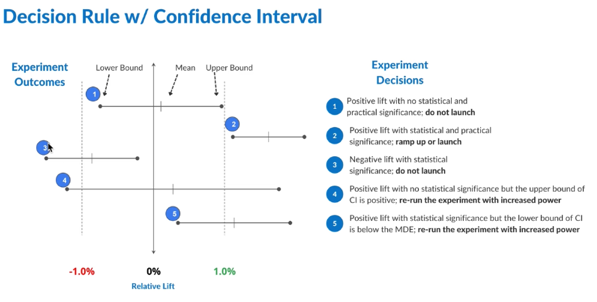 Decision Rule w/ Confidence Interval
Experiment
Outcomes
Lower Bound
Mean
Upper Bound
1
2
4
5
-1.0%
0%
1.0%
Relative Lift
Experiment
Decisions
1
Positive lift with no statistical and
practical significance; do not launch
2
Positive lift with statistical and practical
significance; ramp up or launch
3
Negative lift with statistical
significance; do not launch
4
Positive lift with no statistical significance but the upper bound of
CI is positive; re-run the experiment with increased power
5
Positive lift with statistical significance but the lower bound of CI
is below the MDE; re-run the experiment with increased power